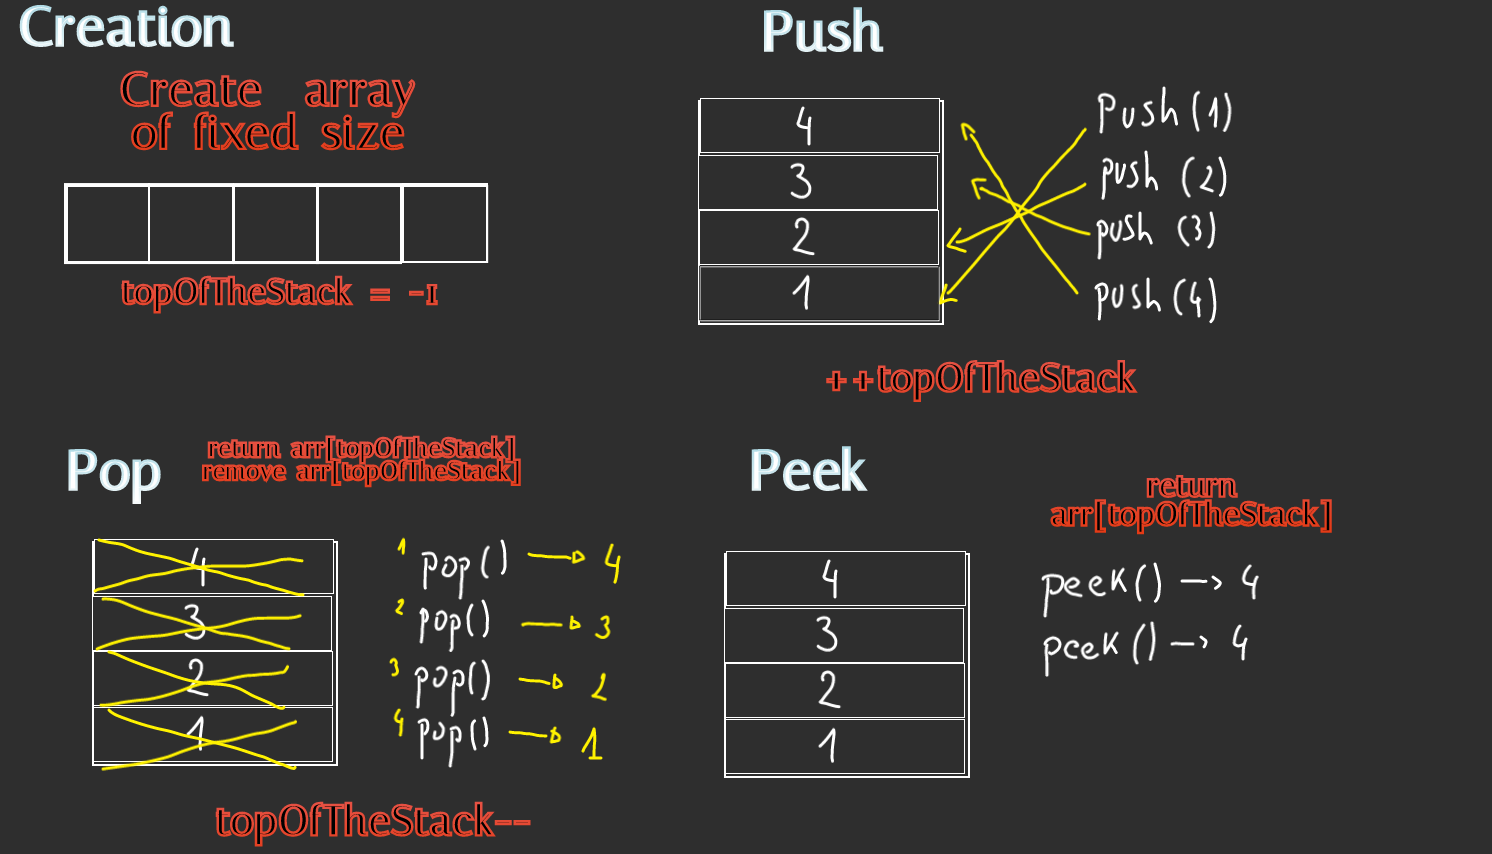 Creation
Create array
of fixed size
topOfTheStack = -1
Push
4
3
2
1
Push(1)
push (2)
push (3)
push(4)
++topOfTheStack
Pop
return arr[topOfTheStack]
remove arr[topOfTheStack]
4
3
2
1
1 pop() 4
2 pop() 3
3 pop() 2
4 pop() 1
topOfTheStack--
Peek
return
arr[topOfTheStack]
4
3
2
1
peek() -> 4
peek() -> 4